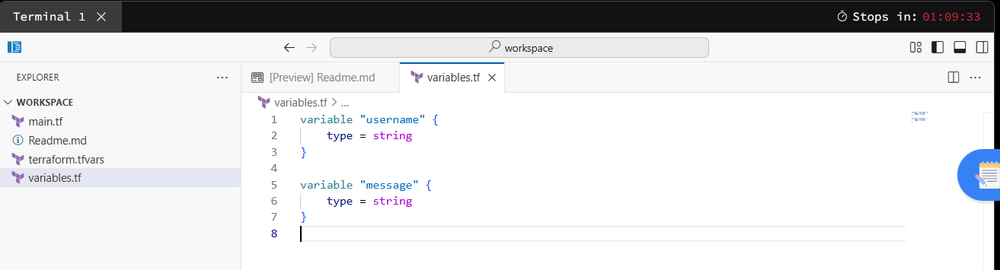 Terminal 1
Stops in: 01:09:33
workspace
EXPLORER
[Preview] Readme.md
variables.tf
WORKSPACE
main.tf
Readme.md
terraform.tfvars
variables.tf
variables.tf > ...
1 variable "username" {
2 type = string
3 }
4
5 variable "message" {
6 type = string
7 }
8